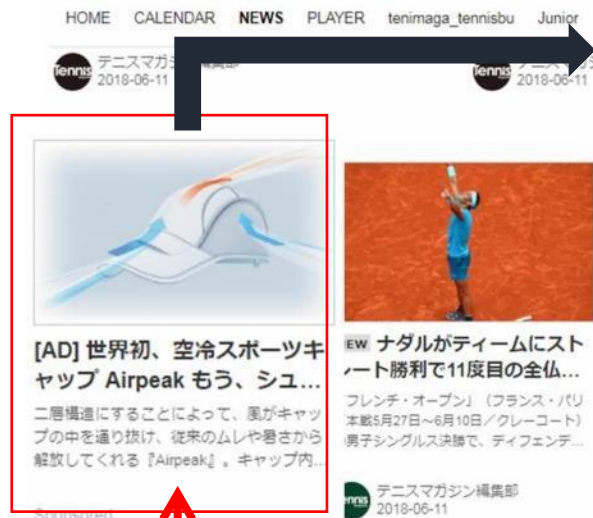 HOME CALENDAR NEWS PLAYER tenimaga_tennisbu Junior
Tennis
テニスマガジン編集部
2018-06-11
Tennis
2018-06-11
[AD] 世界初、空冷スポーツキ
ャップ Airpeak もう、シュ...
二層構造にすることによって、風がキャッ
プの中を通り抜け、従来のムレや暑さから
解放してくれる『Airpeak』。キャップ内...
Sponsored
ナダルがティームにスト
レート勝利で11度目の全仏...
フレンチ・オープン」（フランス・パリ
本戦5月27日～6月10日／クレーコート）
男子シングルス決勝で、ディフェンデ...
テニスマガジン編集部
2018-06-11